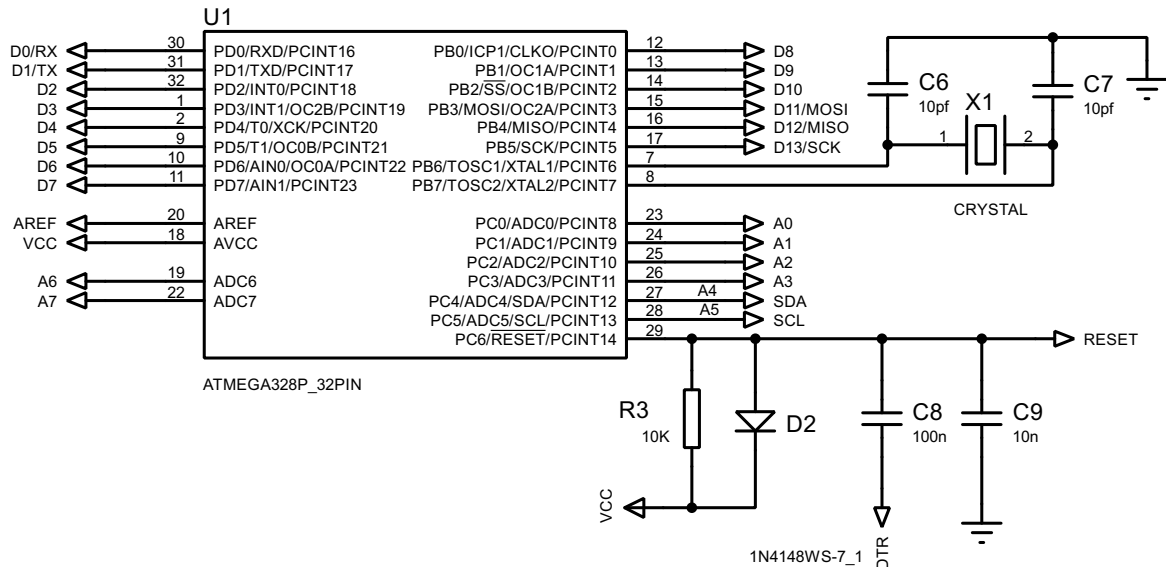 U1
D0/RX 30 PD0/RXD/PCINT16 PB0/ICP1/CLKO/PCINT0 12 D8
D1/TX 31 PD1/TXD/PCINT17 PB1/OC1A/PCINT1 13 D9
D2 32 PD2/INT0/PCINT18 PB2/SS/OC1B/PCINT2 14 D10
D3 1 PD3/INT1/OC2B/PCINT19 PB3/MOSI/OC2A/PCINT3 15 D11/MOSI
D4 2 PD4/T0/XCK/PCINT20 PB4/MISO/PCINT4 16 D12/MISO
D5 9 PD5/T1/OC0B/PCINT21 PB5/SCK/PCINT5 17 D13/SCK
D6 10 PD6/AIN0/OC0A/PCINT22 PB6/TOSC1/XTAL1/PCINT6 7
D7 11 PD7/AIN1/PCINT23 PB7/TOSC2/XTAL2/PCINT7 8
C6
10pf
X1
1 2
CRYSTAL
C7
10pf
AREF 20 AREF PC0/ADC0/PCINT8 23 A0
VCC 18 AVCC PC1/ADC1/PCINT9 24 A1
PC2/ADC2/PCINT10 25 A2
A6 19 ADC6 PC3/ADC3/PCINT11 26 A3
A7 22 ADC7 PC4/ADC4/SDA/PCINT12 27 A4 SDA
PC5/ADC5/SCL/PCINT13 28 A5 SCL
PC6/RESET/PCINT14 29 RESET
ATMEGA328P_32PIN
R3
10K
D2
C8
100n
C9
10n
VCC
1N4148WS-7_1
DTR